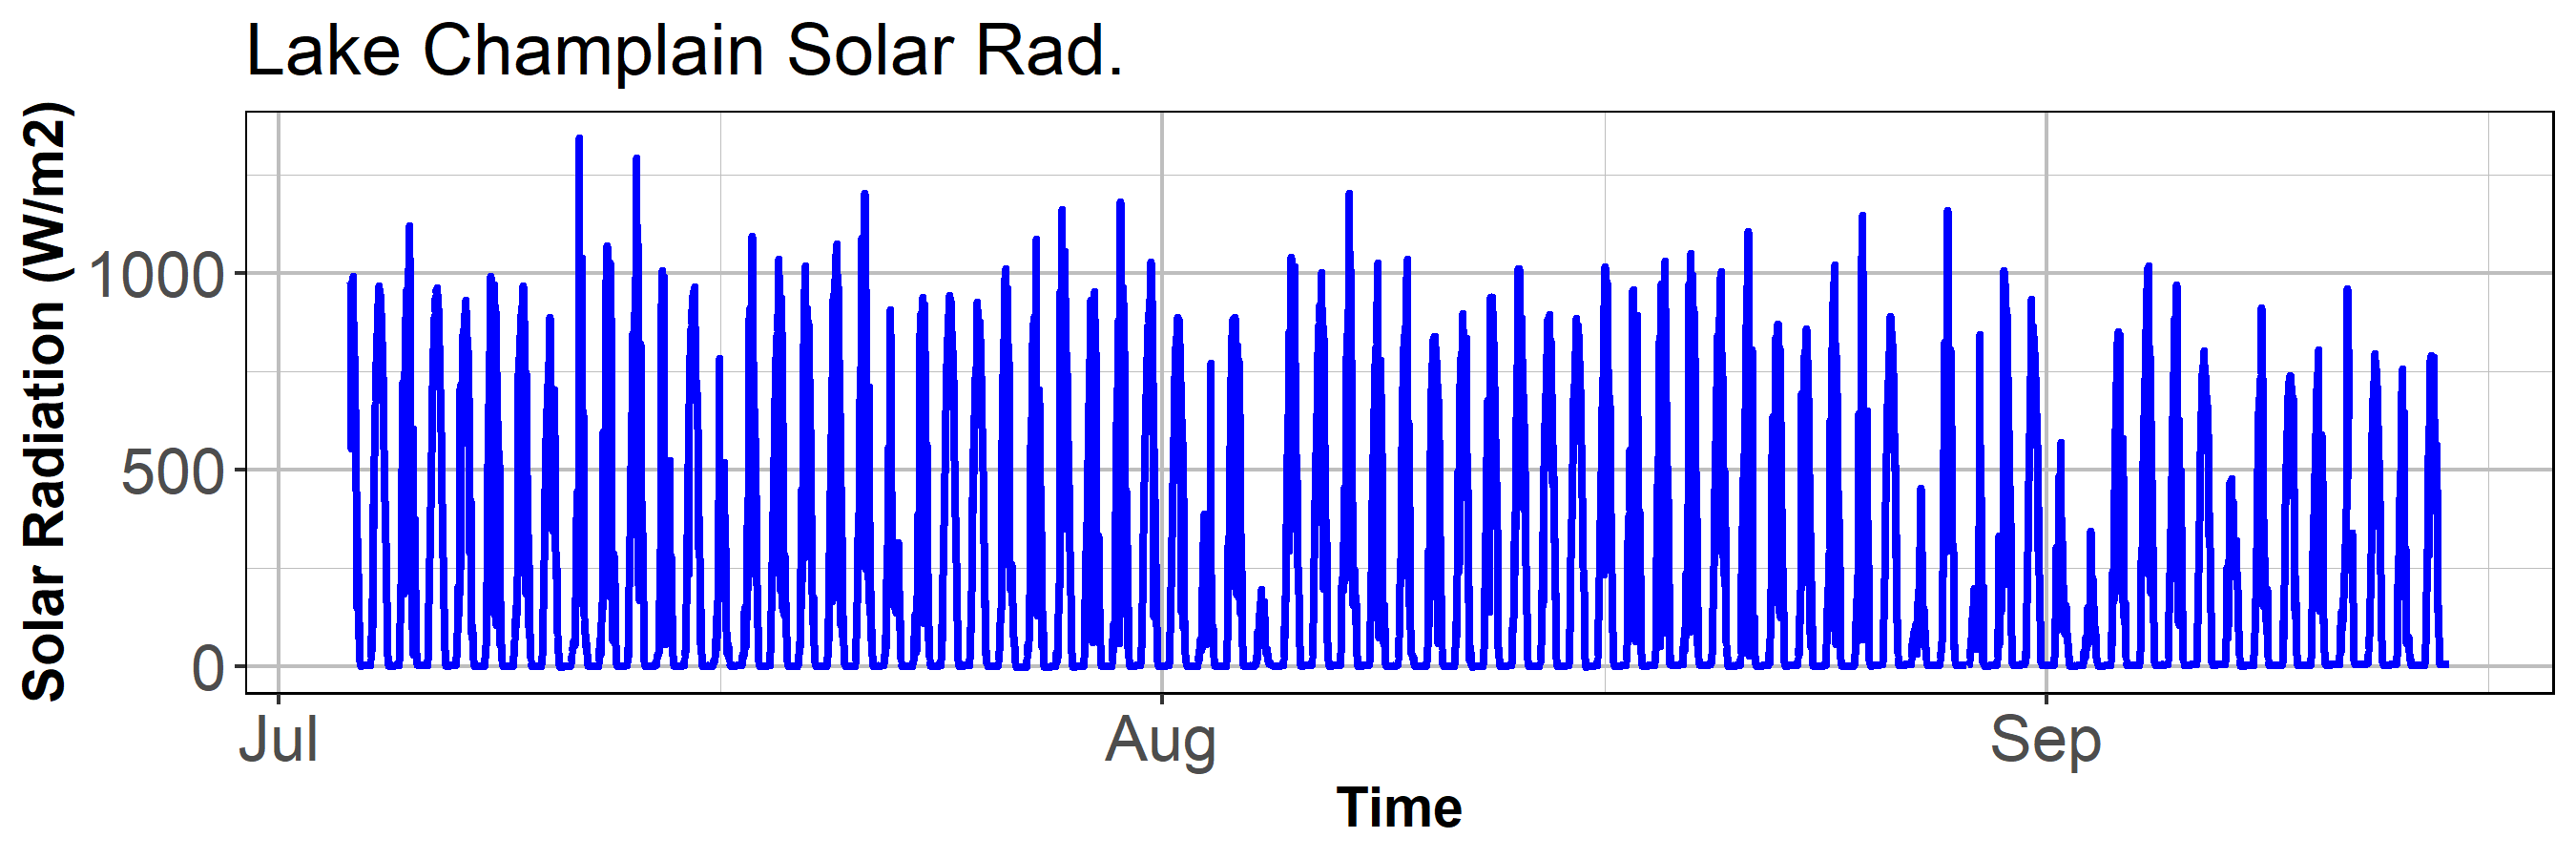 Lake Champlain Solar Rad.
Solar Radiation (W/m2)
1000
500
0
Jul Aug Sep
Time